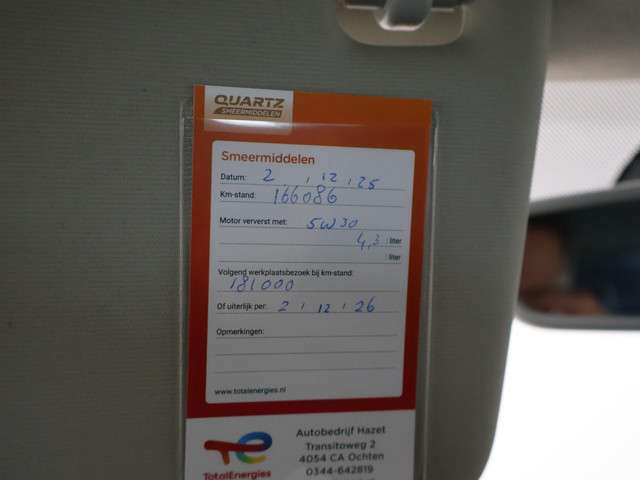 QUARTZ
SMEERMIDDELEN
Smeermiddelen
Datum: 2 , 12 , 25
Km-stand: 166086
Motor ververst met: 5W30
4,3 liter
: liter
Volgend werkplaatsbezoek bij km-stand:
181000
Of uiterlijk per: 2 , 12 , 26
Opmerkingen:
www.totalenergies.nl
TotalEnergies
Autobedrijf Hazet
Transitoweg 2
4054 CA Ochten
0344-642819